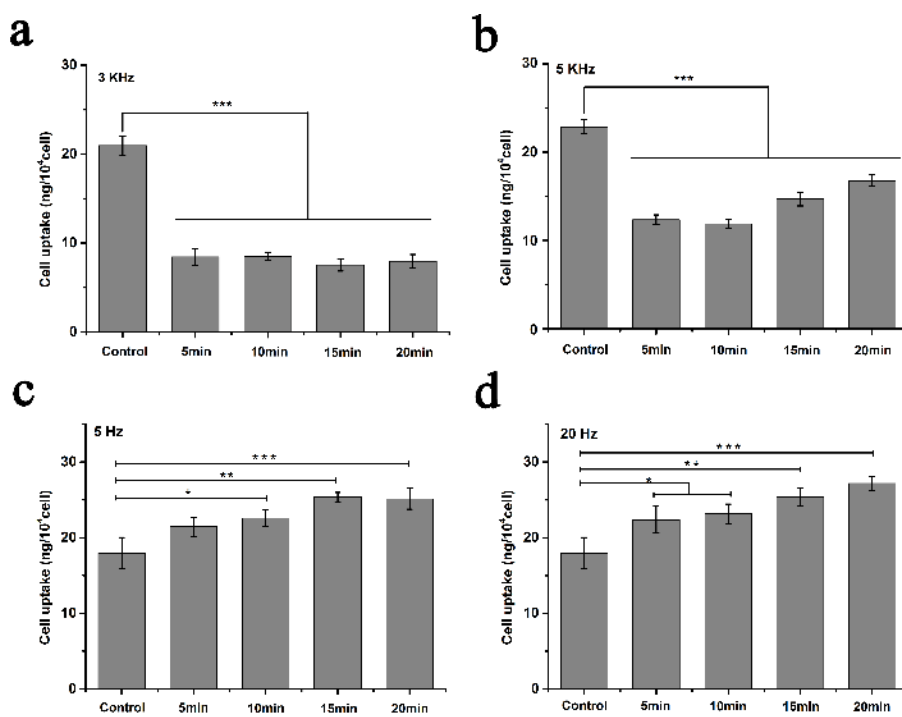 a
3 KHz
***
30
20
10
0
Cell uptake (ng/10⁴cell)
Control 5min 10min 15min 20min
b
5 KHz
***
30
20
10
0
Cell uptake (ng/10⁴cell)
Control 5min 10min 15min 20min
c
5 Hz
***
**
*
30
20
10
0
Cell uptake (ng/10⁴cell)
Control 5min 10min 15min 20min
d
20 Hz
***
**
*
30
20
10
0
Cell uptake (ng/10⁴cell)
Control 5min 10min 15min 20min